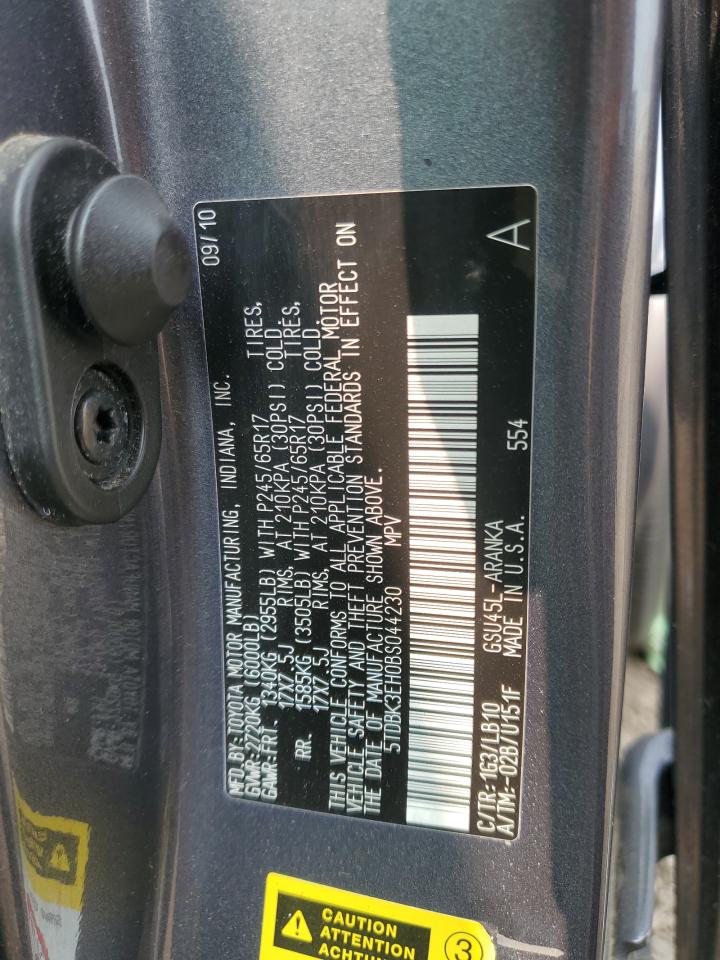 MFD.BY:TOYOTA MOTOR MANUFACTURING, INDIANA, INC. 09/10
GVWR:2720KG (6000LB)
GAWR:FRT. 1340KG (2955LB) WITH P245/65R17 TIRES,
17X7.5J RIMS, AT 210KPA (30PSI) COLD.
RR. 1585KG (3505LB) WITH P245/65R17 TIRES,
17X7.5J RIMS, AT 210KPA (30PSI) COLD.
THIS VEHICLE CONFORMS TO ALL APPLICABLE FEDERAL MOTOR
VEHICLE SAFETY AND THEFT PREVENTION STANDARDS IN EFFECT ON
THE DATE OF MANUFACTURE SHOWN ABOVE.
5TDBK3EH0BS044230 MPV
C/TR:1G3/LB10 GSU45L-ARANKA
A/TM:-02B/U151F MADE IN U.S.A. 554 A
CAUTION
ATTENTION
ACHTUNG
3